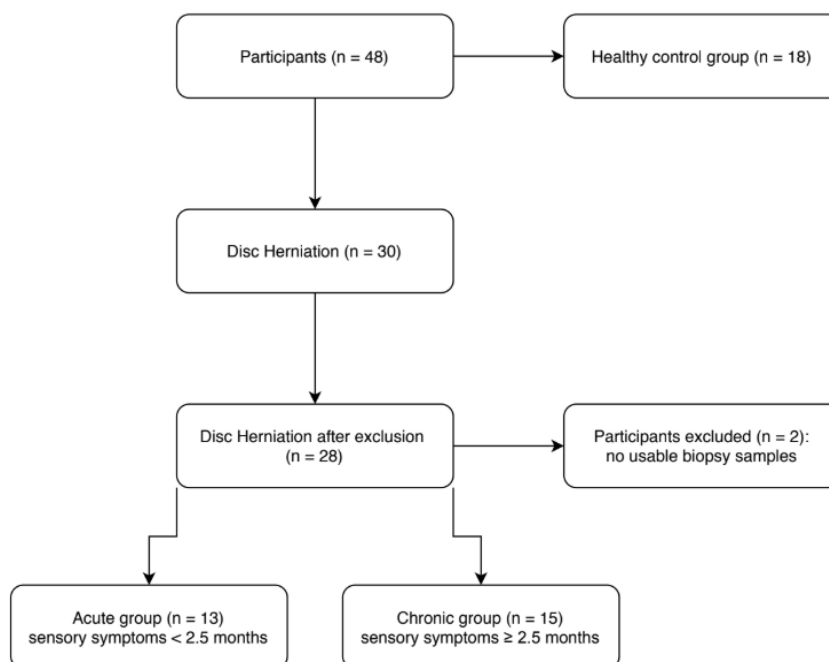 Participants (n = 48)
Healthy control group (n = 18)
Disc Herniation (n = 30)
Disc Herniation after exclusion
(n = 28)
Participants excluded (n = 2):
no usable biopsy samples
Acute group (n = 13)
sensory symptoms < 2.5 months
Chronic group (n = 15)
sensory symptoms ≥ 2.5 months